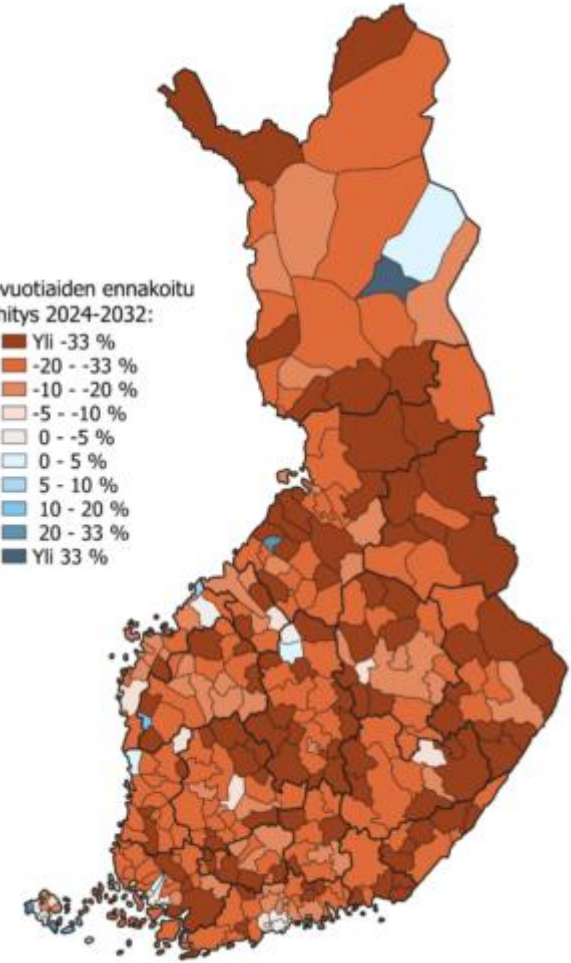 vuotiaiden ennakoitu
hitys 2024-2032:
Yli -33 %
-20 - -33 %
-10 - -20 %
-5 - -10 %
0 - -5 %
0 - 5 %
5 - 10 %
10 - 20 %
20 - 33 %
Yli 33 %